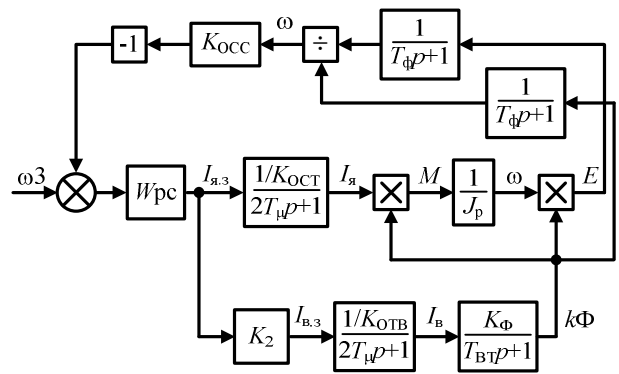 -1
KОСС
ω
÷
1
Tфp+1
1
Tфp+1
ω3
Wрс
Iя.з
1/KОСТ
2Tμp+1
Iя
×
M
1
Jр
ω
×
E
K2
Iв.з
1/KОТВ
2Tμp+1
Iв
KФ
TВТp+1
kФ